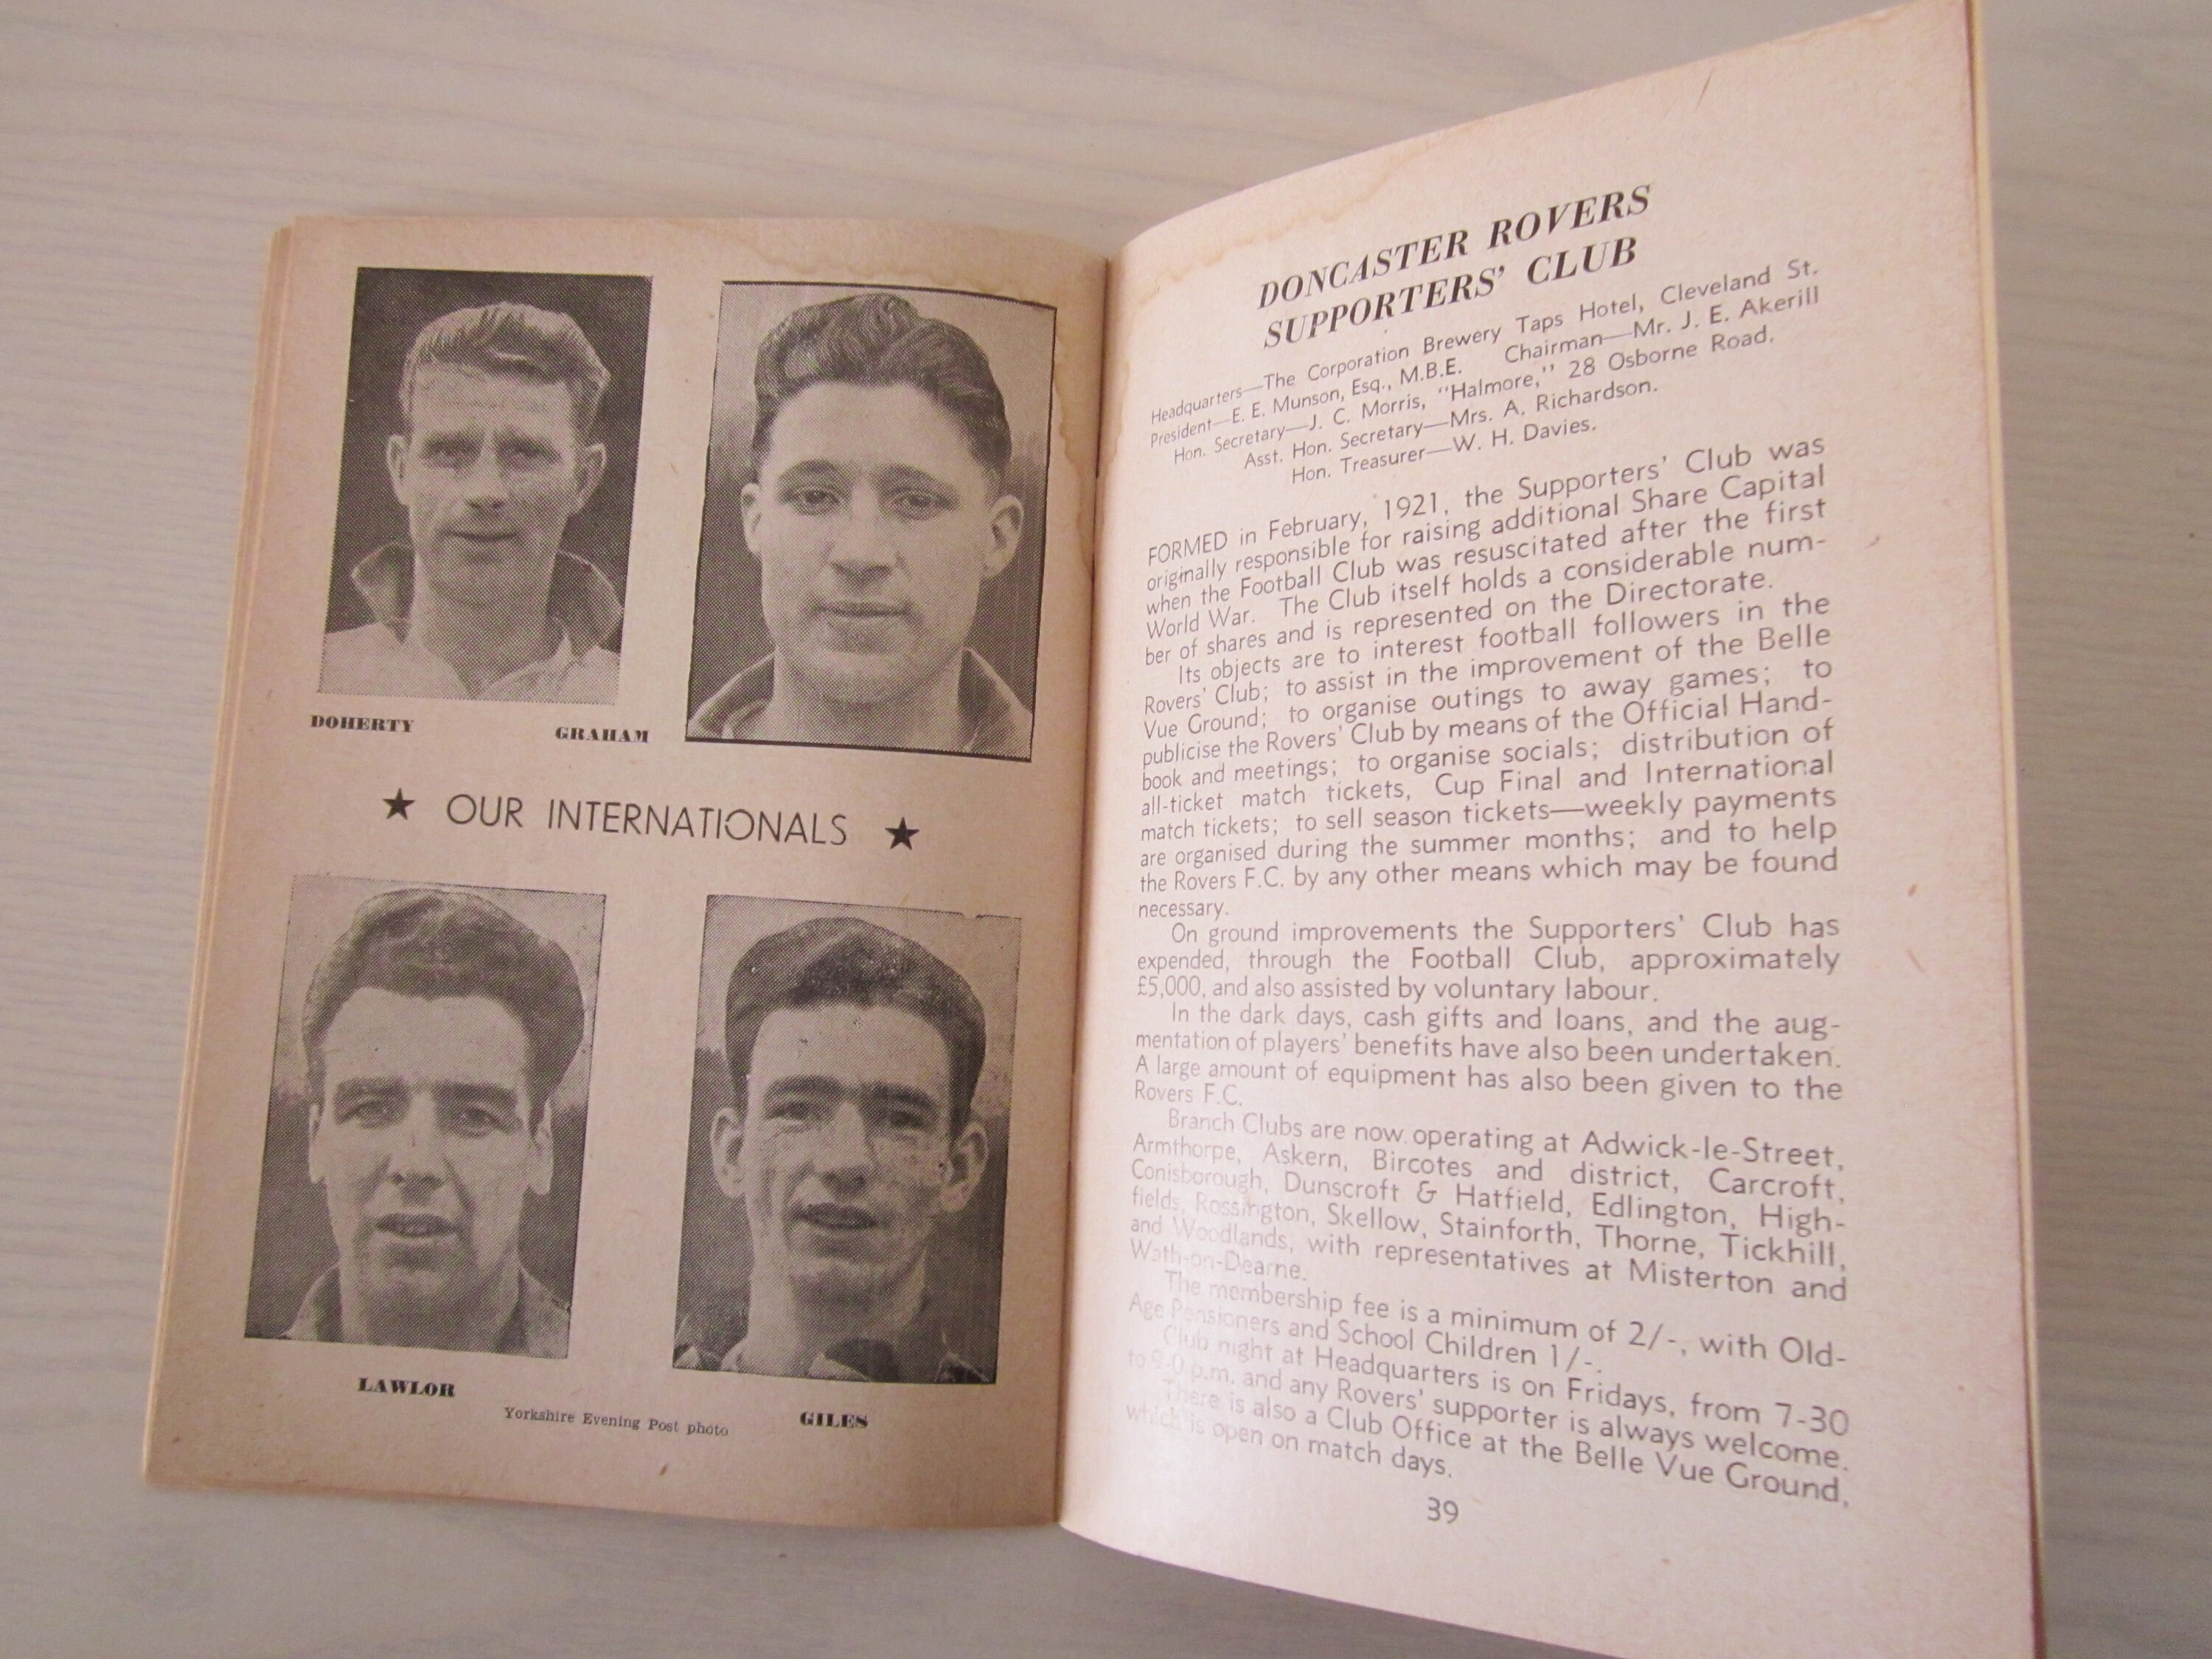 DOHERTY
GRAHAM
★ OUR INTERNATIONALS ★
LAWLOR
Yorkshire Evening Post photo
GILES
DONCASTER ROVERS
SUPPORTERS' CLUB
Headquarters—The Corporation Brewery Taps Hotel, Cleveland St.
President—E. E. Munson, Esq., M.B.E. Chairman—Mr. J. E. Akerill
Hon. Secretary—J. C. Morris, "Halmore," 28 Osborne Road.
Asst. Hon. Secretary—Mrs. A. Richardson.
Hon. Treasurer—W. H. Davies.
FORMED in February, 1921, the Supporters' Club was
originally responsible for raising additional Share Capital
when the Football Club was resuscitated after the first
World War. The Club itself holds a considerable num-
ber of shares and is represented on the Directorate.
Its objects are to interest football followers in the
Rovers' Club; to assist in the improvement of the Belle
Vue Ground; to organise outings to away games; to
publicise the Rovers' Club by means of the Official Hand-
book and meetings; to organise socials; distribution of
all-ticket match tickets, Cup Final and International
match tickets; to sell season tickets—weekly payments
are organised during the summer months; and to help
the Rovers F.C. by any other means which may be found
necessary.
On ground improvements the Supporters' Club has
expended, through the Football Club, approximately
£5,000, and also assisted by voluntary labour.
In the dark days, cash gifts and loans, and the aug-
mentation of players' benefits have also been undertaken.
A large amount of equipment has also been given to the
Rovers F.C.
Branch Clubs are now operating at Adwick-le-Street,
Armthorpe, Askern, Bircotes and district, Carcroft,
Conisborough, Dunscroft & Hatfield, Edlington, High-
fields, Rossington, Skellow, Stainforth, Thorne, Tickhill,
and Woodlands, with representatives at Misterton and
Wath-on-Dearne.
The membership fee is a minimum of 2/-, with Old-
Age Pensioners and School Children 1/-.
Club night at Headquarters is on Fridays, from 7-30
to 9-0 p.m. and any Rovers' supporter is always welcome.
There is also a Club Office at the Belle Vue Ground,
which is open on match days.
39